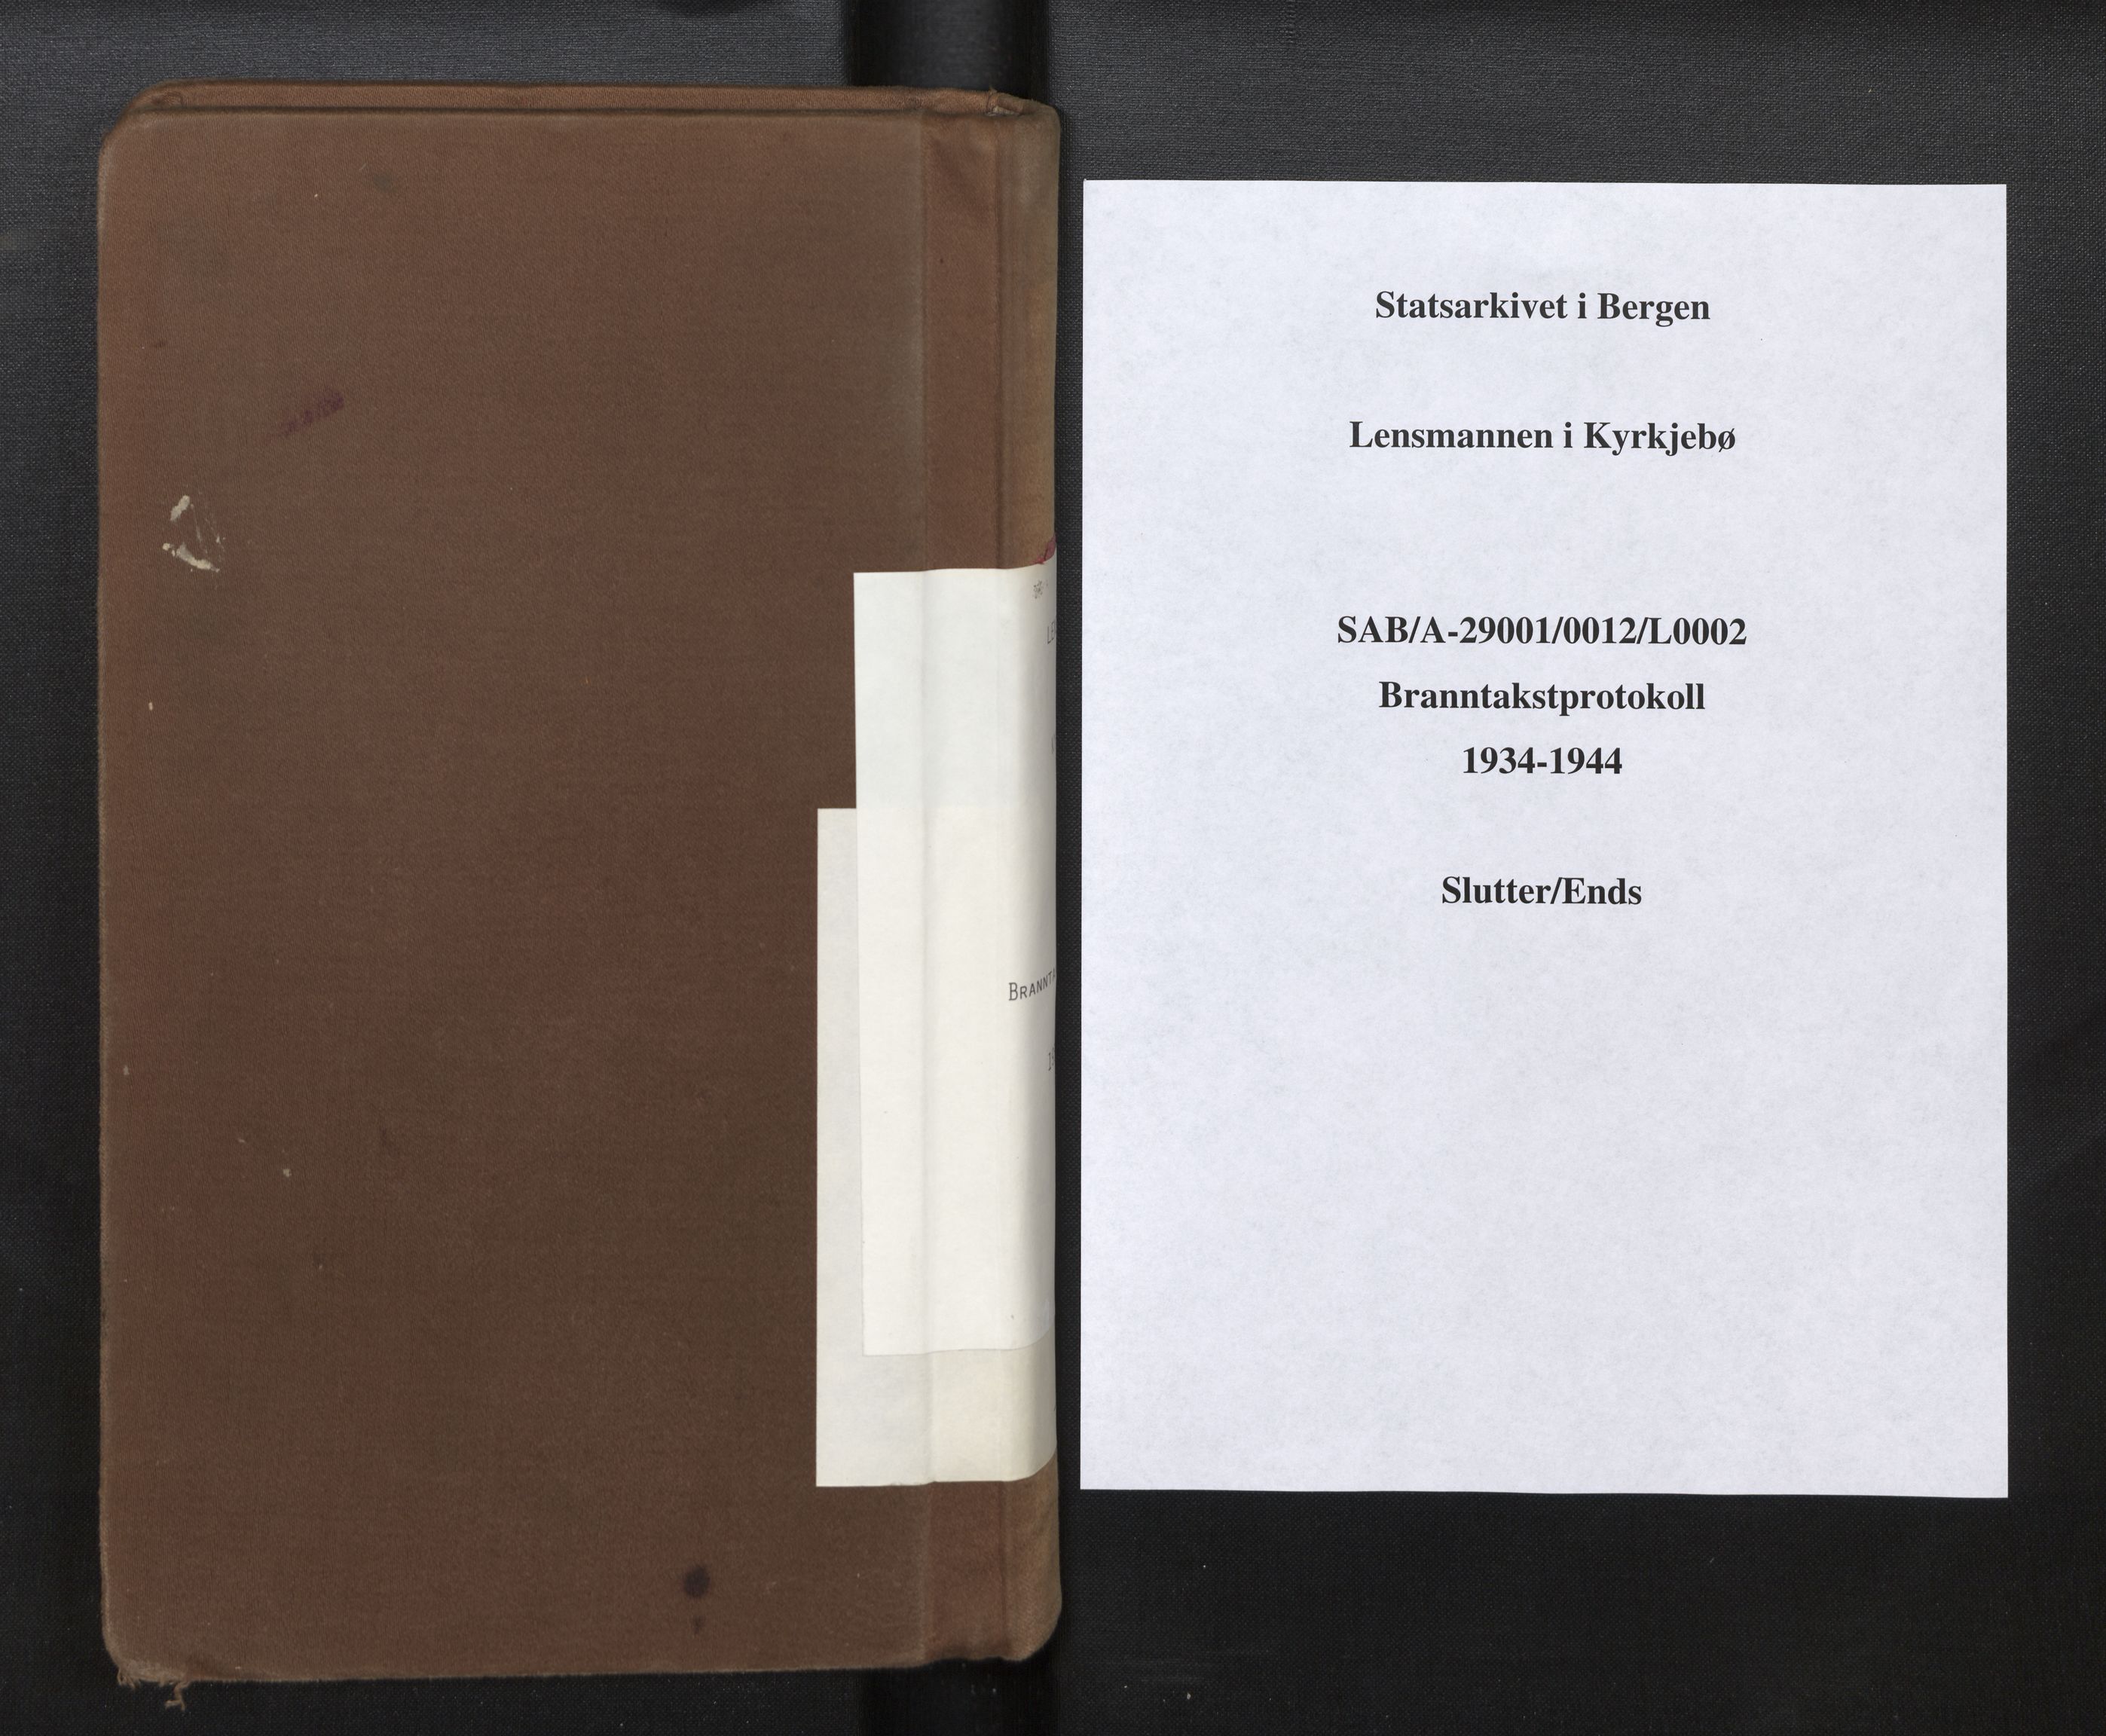 Statsarkivet i Bergen
Lensmannen i Kyrkjebø
SAB/A-29001/0012/L0002
Branntakstprotokoll
1934-1944
Slutter/Ends